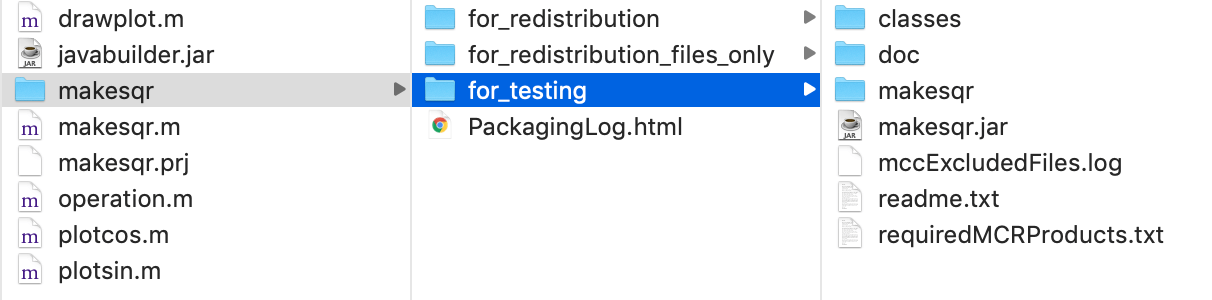 drawplot.m
javabuilder.jar
makesqr
makesqr.m
makesqr.prj
operation.m
plotcos.m
plotsin.m
for_redistribution
for_redistribution_files_only
for_testing
PackagingLog.html
classes
doc
makesqr
makesqr.jar
mccExcludedFiles.log
readme.txt
requiredMCRProducts.txt